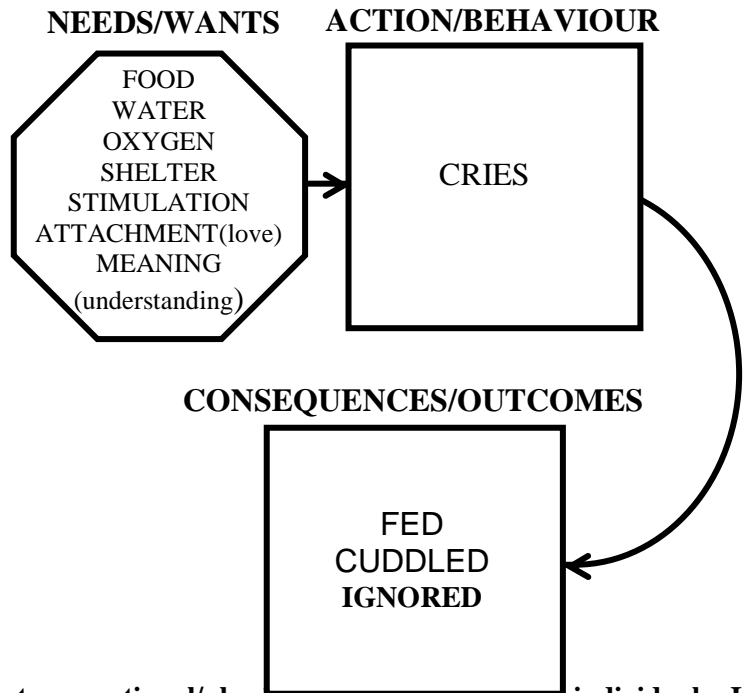 NEEDS/WANTS
FOOD
WATER
OXYGEN
SHELTER
STIMULATION
ATTACHMENT(love)
MEANING
(understanding)
ACTION/BEHAVIOUR
CRIES
CONSEQUENCES/OUTCOMES
FED
CUDDLED
IGNORED